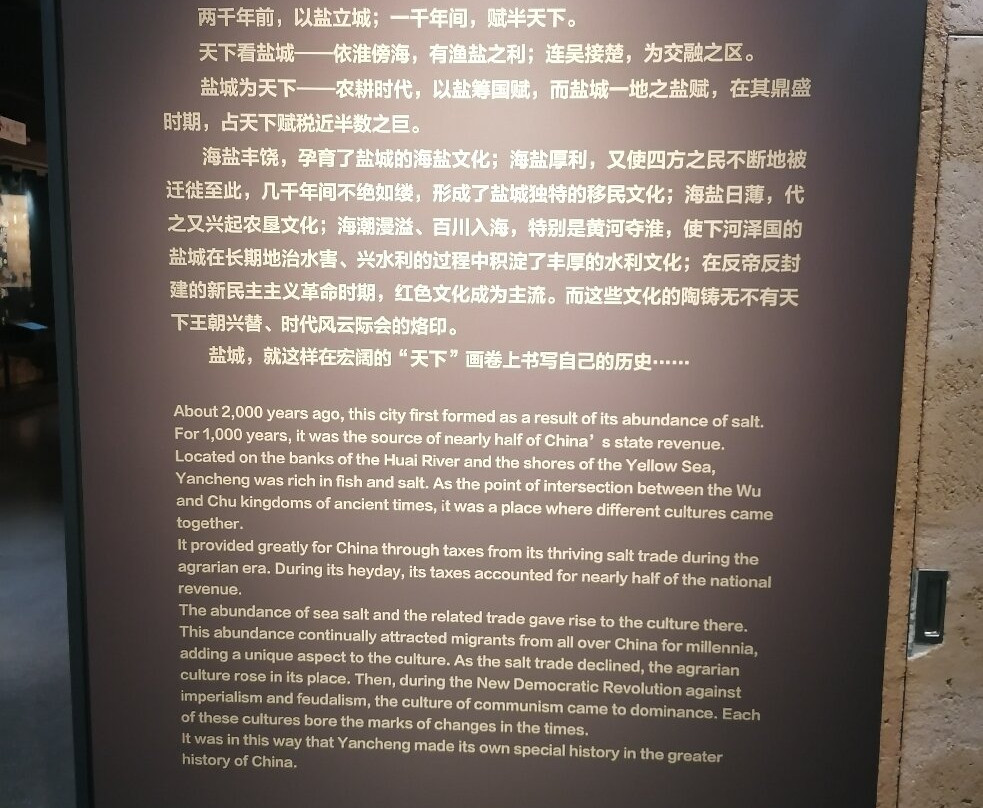 两千年前，以盐立城；一千年间，赋半天下。
天下看盐城——依淮傍海，有渔盐之利；连吴接楚，为交融之区。
盐城为天下——农耕时代，以盐筹国赋，而盐城一地之盐赋，在其鼎盛
时期，占天下赋税近半数之巨。
海盐丰饶，孕育了盐城的海盐文化；海盐厚利，又使四方之民不断地被
迁徙至此，几千年间不绝如缕，形成了盐城独特的移民文化；海盐日薄，代
之又兴起农垦文化；海潮漫溢、百川入海，特别是黄河夺淮，使下河泽国的
盐城在长期地治水害、兴水利的过程中积淀了丰厚的水利文化；在反帝反封
建的新民主主义革命时期，红色文化成为主流。而这些文化的陶铸无不有天
下王朝兴替、时代风云际会的烙印。
盐城，就这样在宏阔的“天下”画卷上书写自己的历史……
About 2,000 years ago, this city first formed as a result of its abundance of salt.
For 1,000 years, it was the source of nearly half of China’s state revenue.
Located on the banks of the Huai River and the shores of the Yellow Sea,
Yancheng was rich in fish and salt. As the point of intersection between the Wu
and Chu kingdoms of ancient times, it was a place where different cultures came
together.
It provided greatly for China through taxes from its thriving salt trade during the
agrarian era. During its heyday, its taxes accounted for nearly half of the national
revenue.
The abundance of sea salt and the related trade gave rise to the culture there.
This abundance continually attracted migrants from all over China for millennia,
adding a unique aspect to the culture. As the salt trade declined, the agrarian
culture rose in its place. Then, during the New Democratic Revolution against
imperialism and feudalism, the culture of communism came to dominance. Each
of these cultures bore the marks of changes in the times.
It was in this way that Yancheng made its own special history in the greater
history of China.